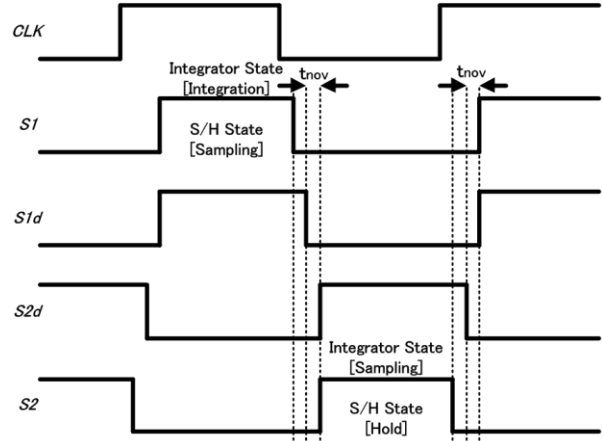 CLK
Integrator State
[Integration]
tnov
tnov
S1
S/H State
[Sampling]
S1d
S2d
Integrator State
[Sampling]
S2
S/H State
[Hold]